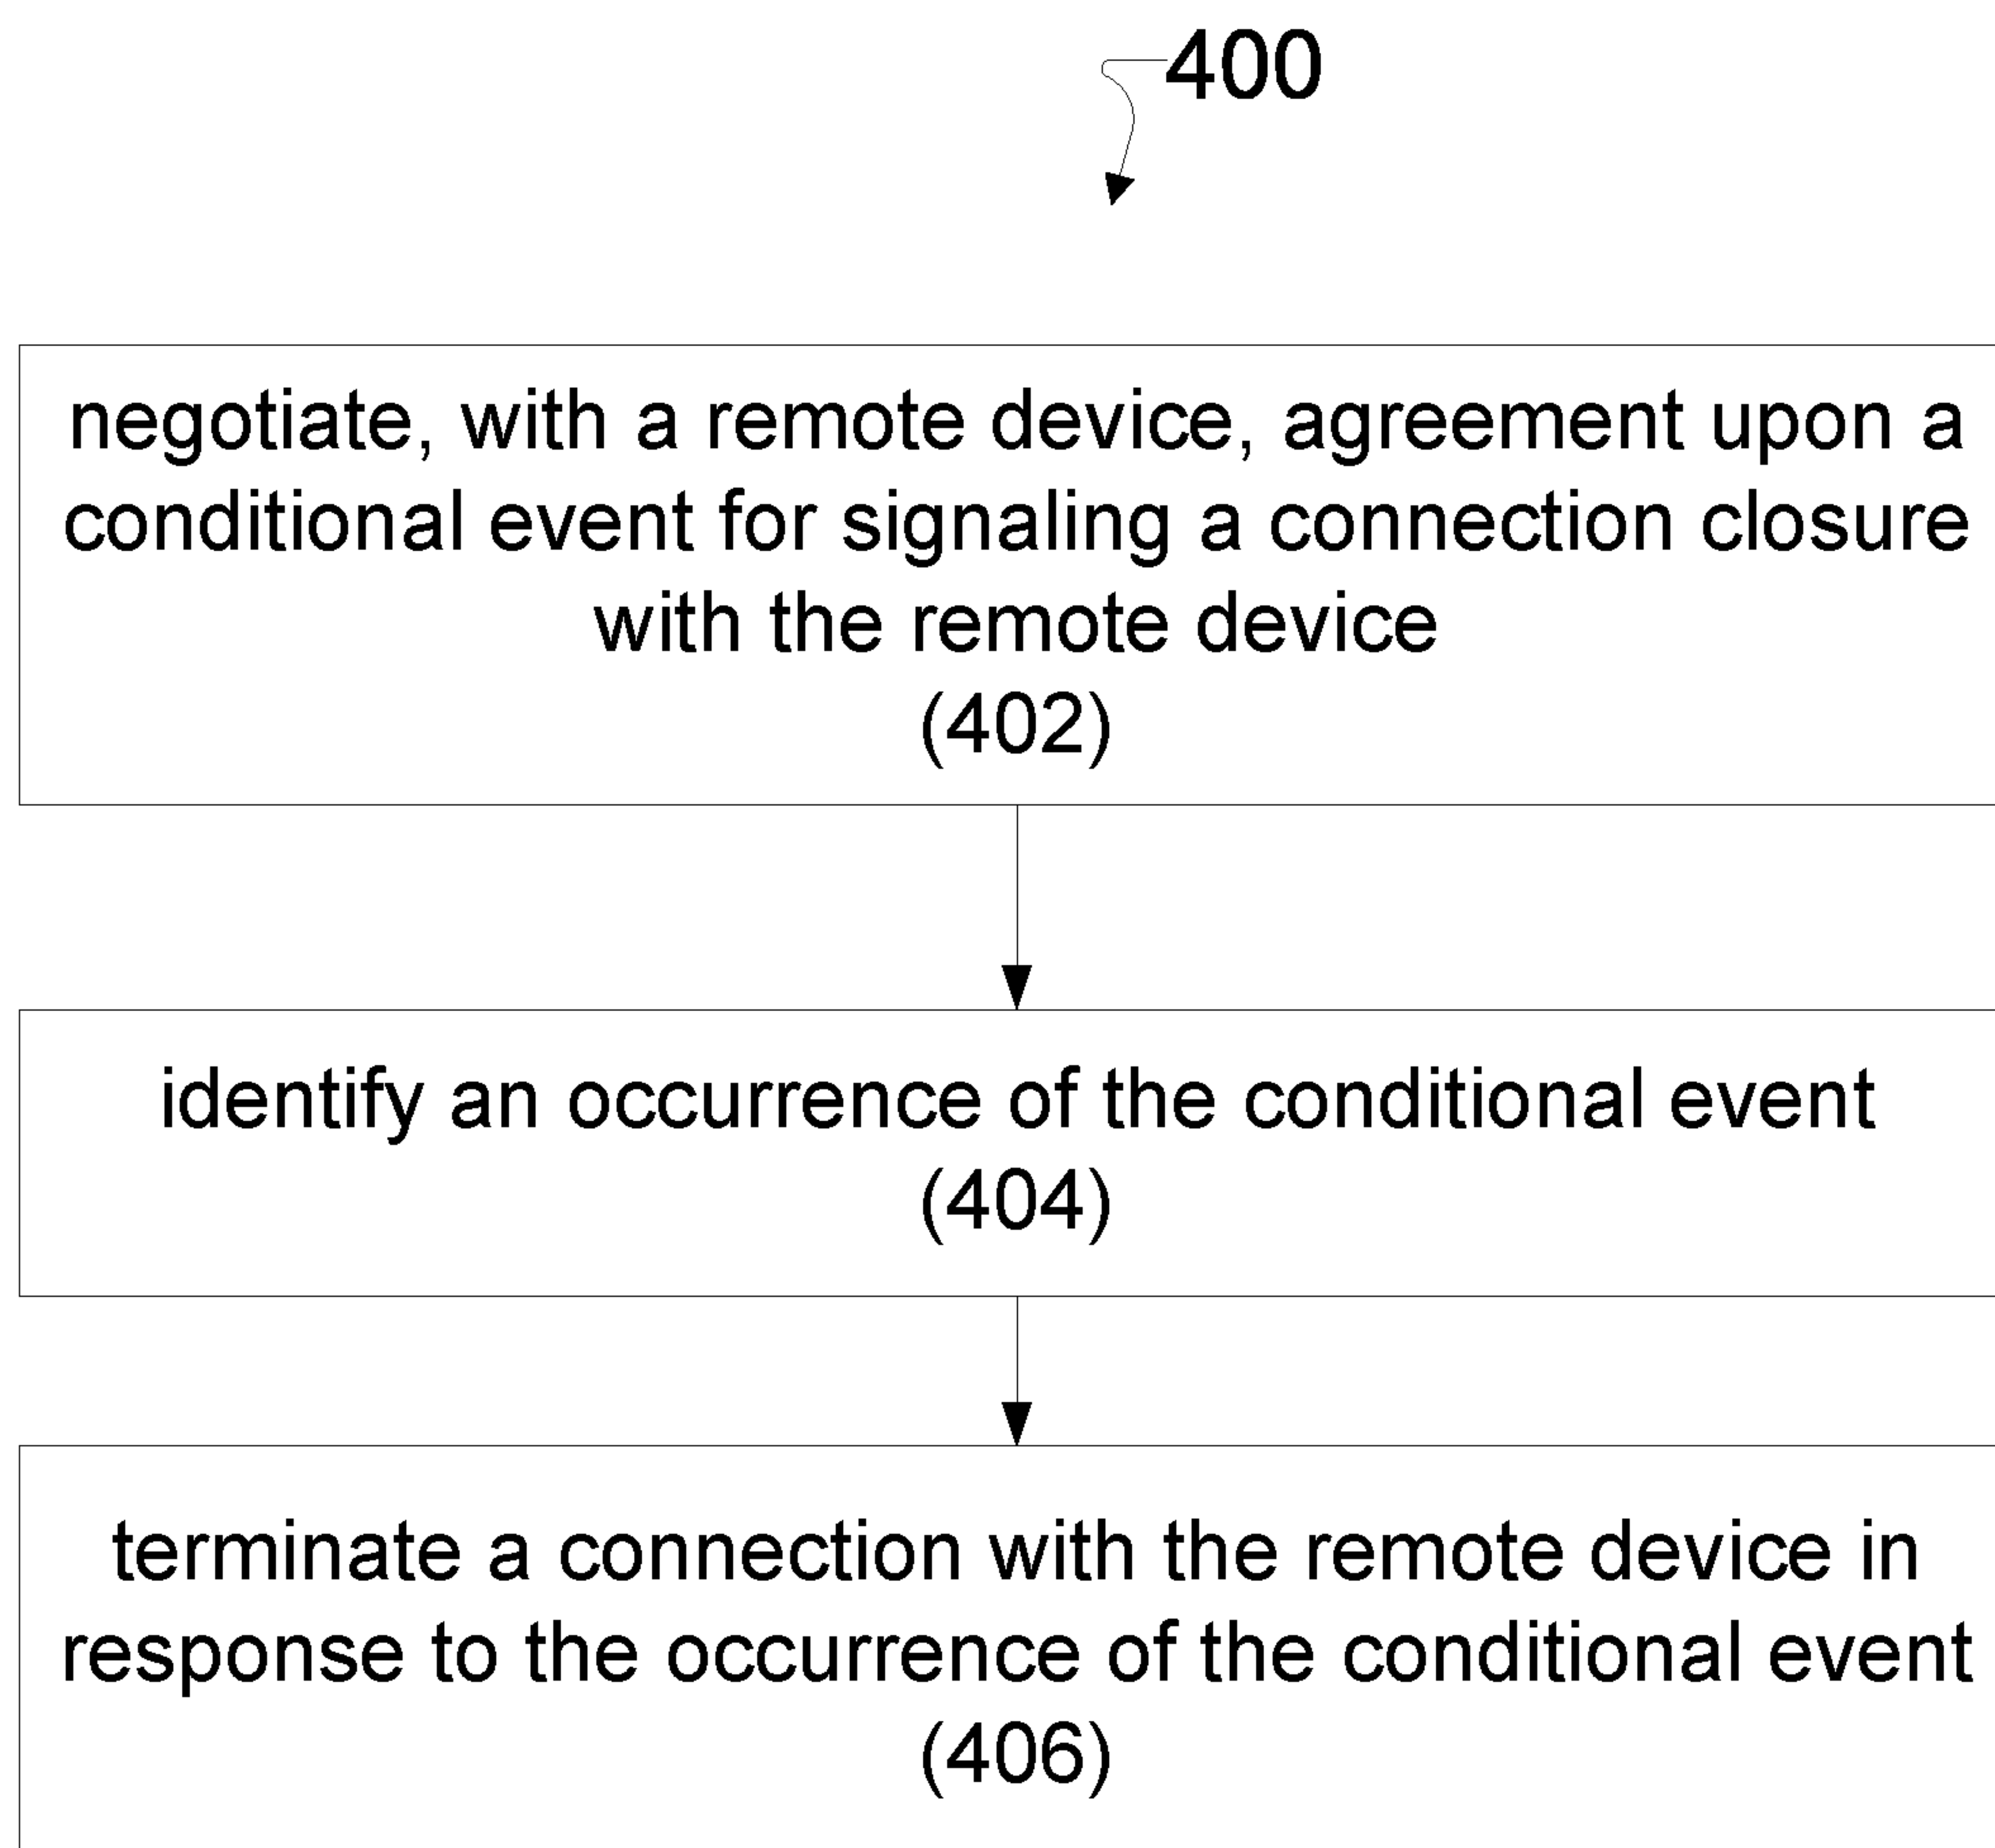 400
negotiate, with a remote device, agreement upon a
conditional event for signaling a connection closure
with the remote device
(402)
identify an occurrence of the conditional event
(404)
terminate a connection with the remote device in
response to the occurrence of the conditional event
(406)